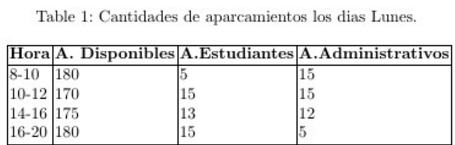 Table 1: Cantidades de aparcamientos los dias Lunes.
Hora A. Disponibles A.Estudiantes A.Administrativos
8-10 180 5 15
10-12 170 15 15
14-16 175 13 12
16-20 180 15 5